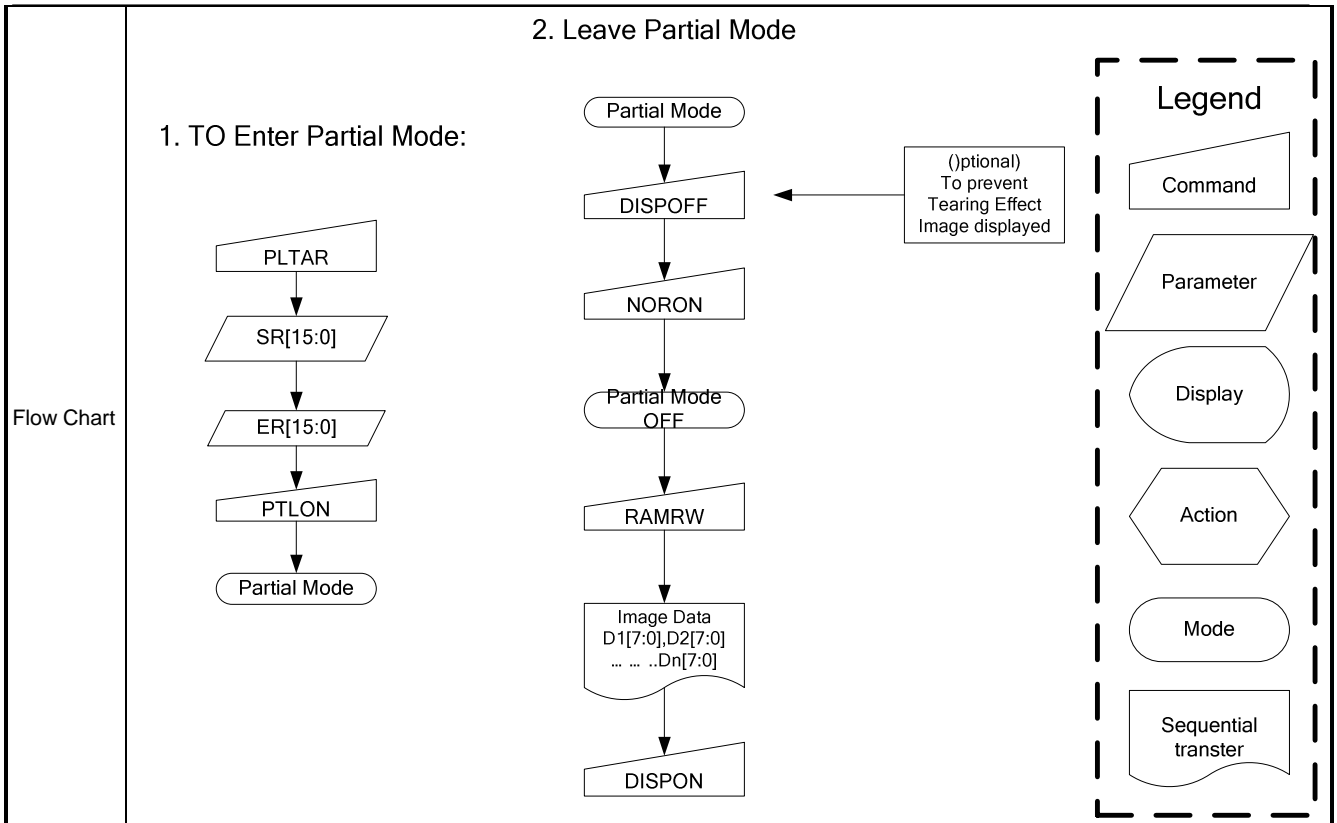 Flow Chart
1. TO Enter Partial Mode:
PLTAR
SR[15:0]
ER[15:0]
PTLON
Partial Mode
2. Leave Partial Mode
Partial Mode
DISPOFF
()ptional)
To prevent
Tearing Effect
Image displayed
NORON
Partial Mode
OFF
RAMRW
Image Data
D1[7:0],D2[7:0]
... ... ..Dn[7:0]
DISPON
Legend
Command
Parameter
Display
Action
Mode
Sequential
transter